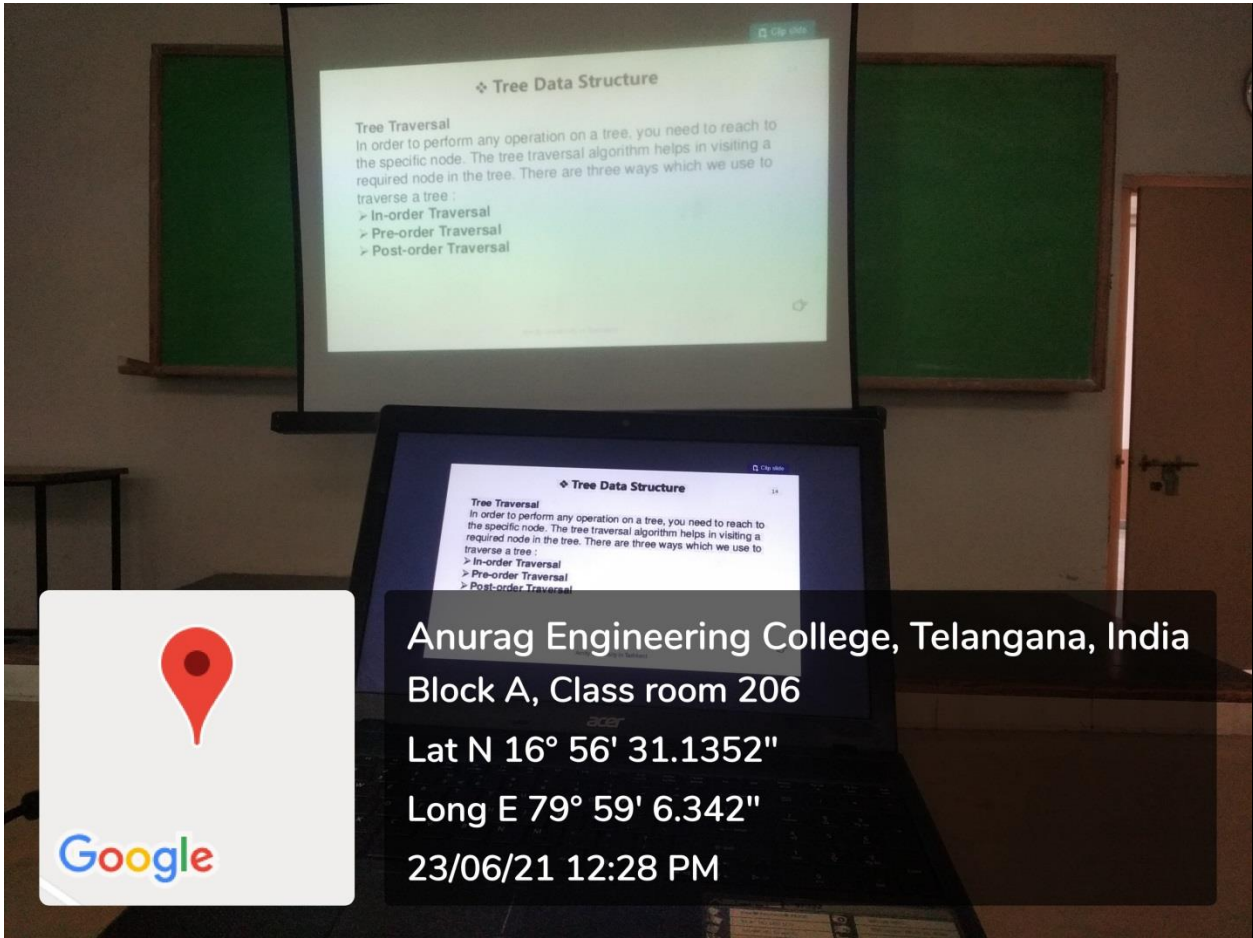 Clip slide
❖ Tree Data Structure
Tree Traversal
In order to perform any operation on a tree, you need to reach to
the specific node. The tree traversal algorithm helps in visiting a
required node in the tree. There are three ways which we use to
traverse a tree :
➢ In-order Traversal
➢ Pre-order Traversal
➢ Post-order Traversal
Clip slide
❖ Tree Data Structure
Tree Traversal
In order to perform any operation on a tree, you need to reach to
the specific node. The tree traversal algorithm helps in visiting a
required node in the tree. There are three ways which we use to
traverse a tree :
➢ In-order Traversal
➢ Pre-order Traversal
➢ Post-order Traversal
acer
Google
Anurag Engineering College, Telangana, India
Block A, Class room 206
Lat N 16° 56' 31.1352"
Long E 79° 59' 6.342"
23/06/21 12:28 PM